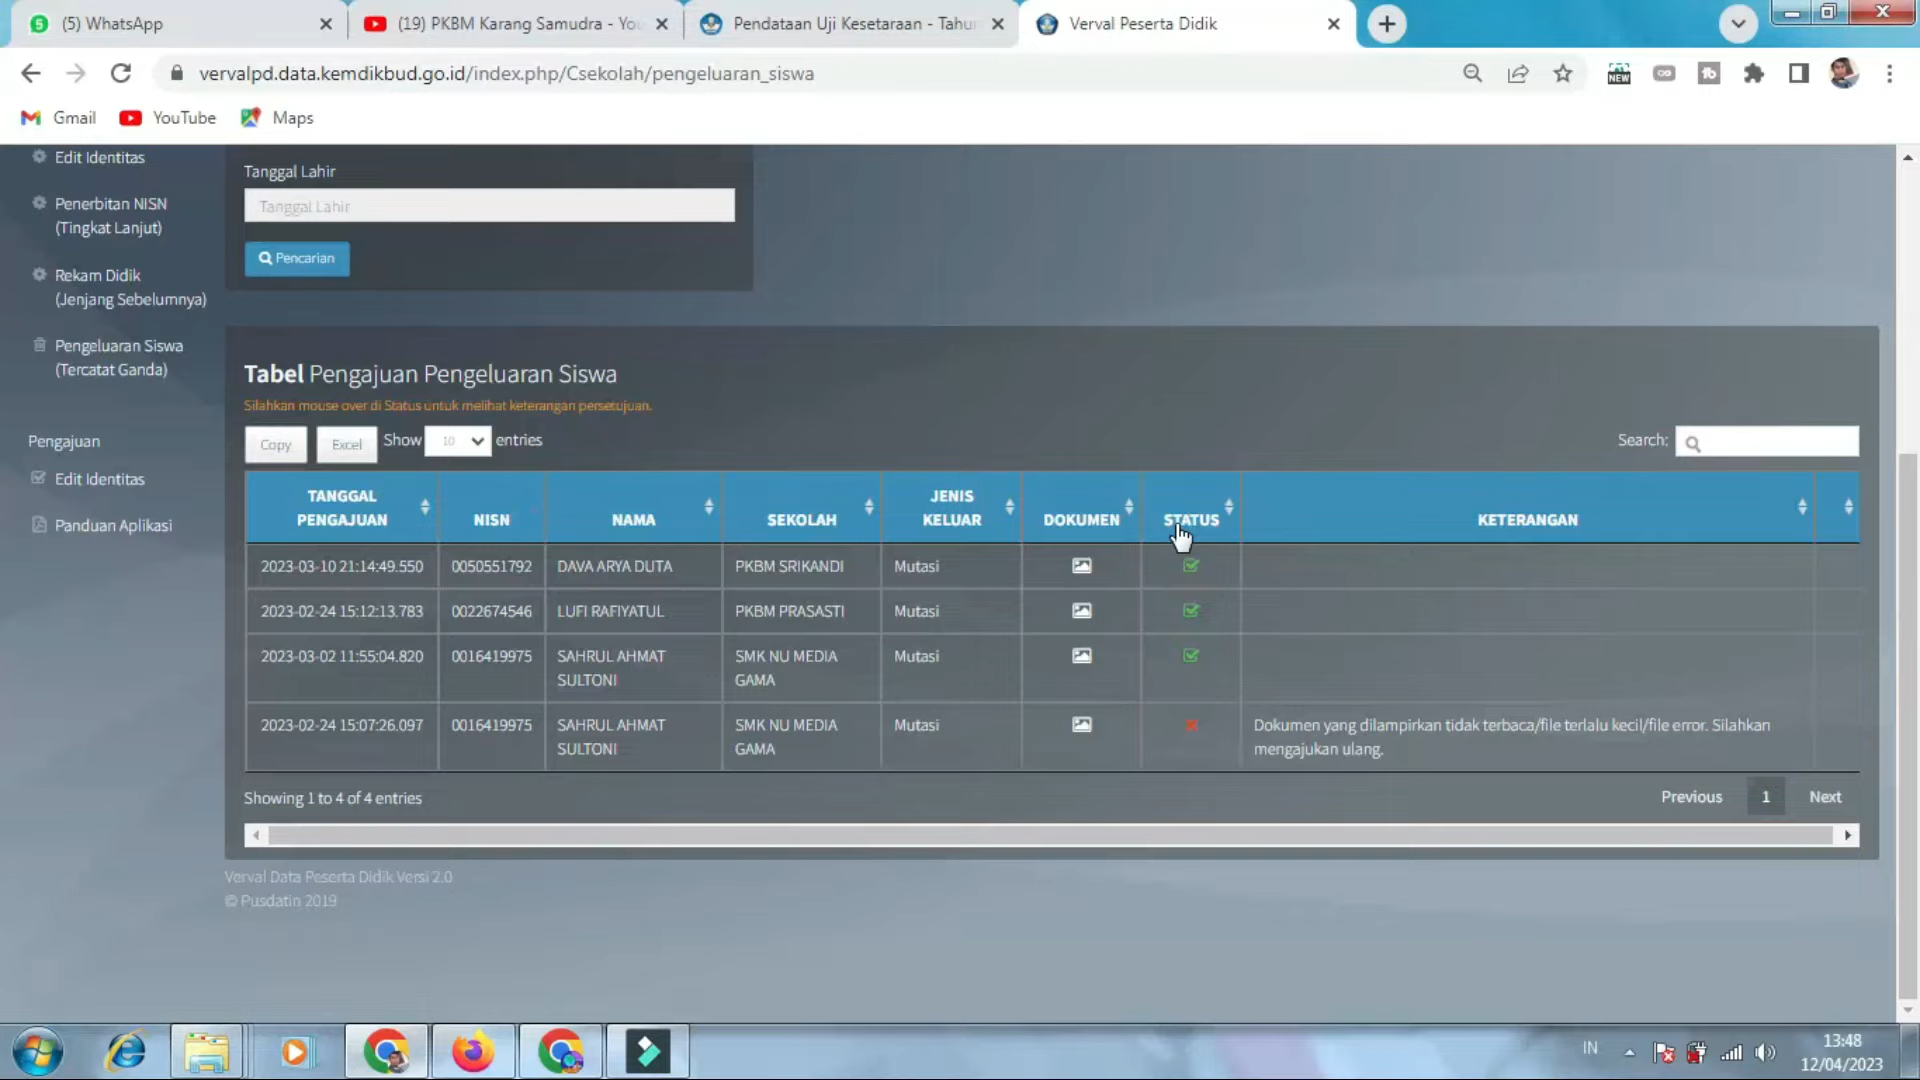 (5) WhatsApp
(19) PKBM Karang Samudra - You
Pendataan Uji Kesetaraan - Tahun
Verval Peserta Didik
vervalpd.data.kemdikbud.go.id/index.php/Csekolah/pengeluaran_siswa
NEW
Gmail
YouTube
Maps
Edit Identitas
Penerbitan NISN
(Tingkat Lanjut)
Rekam Didik
(Jenjang Sebelumnya)
Pengeluaran Siswa
(Tercatat Ganda)
Pengajuan
Edit Identitas
Panduan Aplikasi
Tanggal Lahir
Tanggal Lahir
Pencarian
Tabel Pengajuan Pengeluaran Siswa
Silahkan mouse over di Status untuk melihat keterangan persetujuan.
Copy Excel Show 10 entries Search:
TANGGAL PENGAJUAN NISN NAMA SEKOLAH JENIS KELUAR DOKUMEN STATUS KETERANGAN
2023-03-10 21:14:49.550 0050551792 DAVA ARYA DUTA PKBM SRIKANDI Mutasi
2023-02-24 15:12:13.783 0022674546 LUFI RAFIYATUL PKBM PRASASTI Mutasi
2023-03-02 11:55:04.820 0016419975 SAHRUL AHMAT SMK NU MEDIA Mutasi
SULTONI GAMA
2023-02-24 15:07:26.097 0016419975 SAHRUL AHMAT SMK NU MEDIA Mutasi Dokumen yang dilampirkan tidak terbaca/file terlalu kecil/file error. Silahkan
SULTONI GAMA mengajukan ulang.
Showing 1 to 4 of 4 entries Previous 1 Next
Verval Data Peserta Didik Versi 2.0
© Pusdatin 2019
IN
13:48
12/04/2023